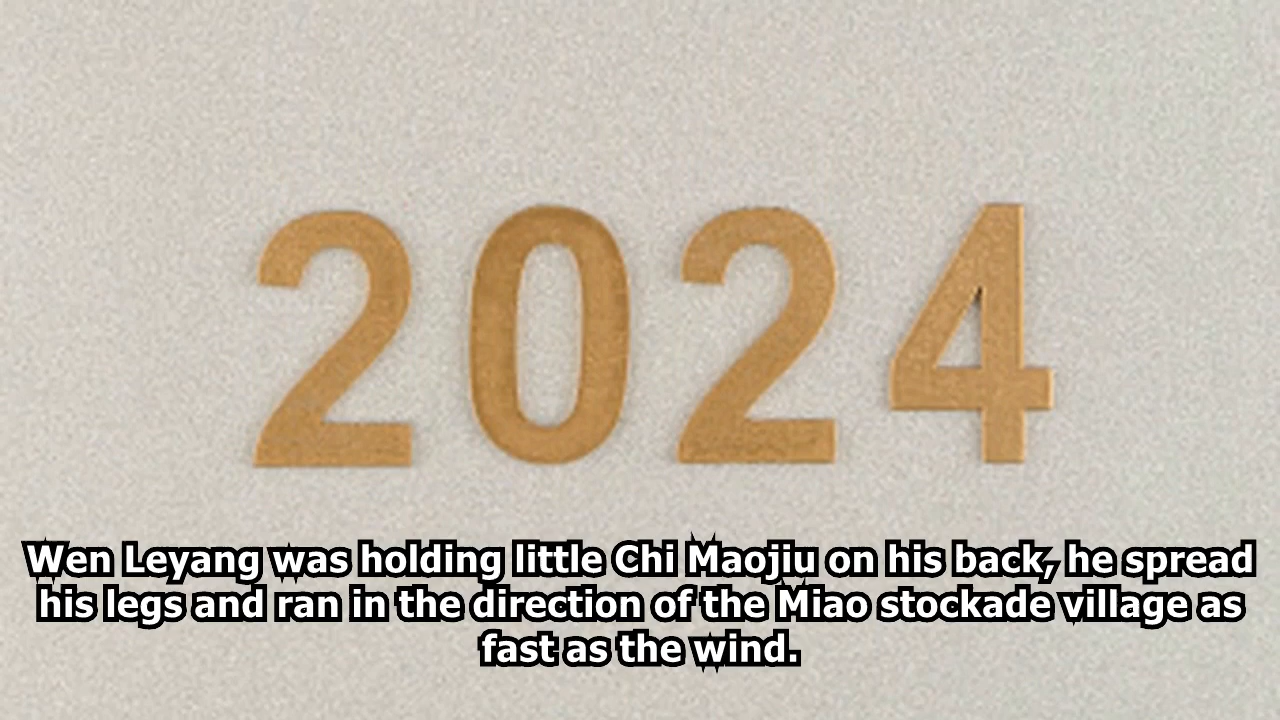 2024
Wen Leyang was holding little Chi Maojiu on his back, he spread
his legs and ran in the direction of the Miao stockade village as
fast as the wind.